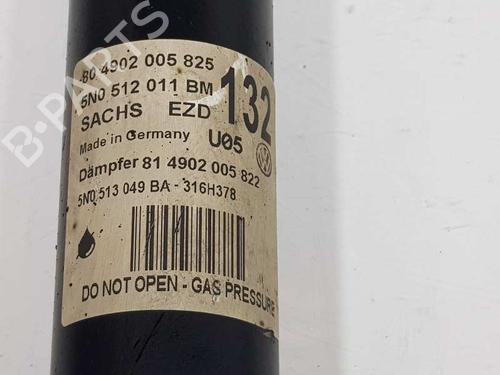 80 4902 005 825
5N0 512 011 BM
132
SACHS EZD
Made in Germany U05
Dämpfer 81 4902 005 822
5N0 513 049 BA - 316H378
DO NOT OPEN - GAS PRESSURE
B-PARTS